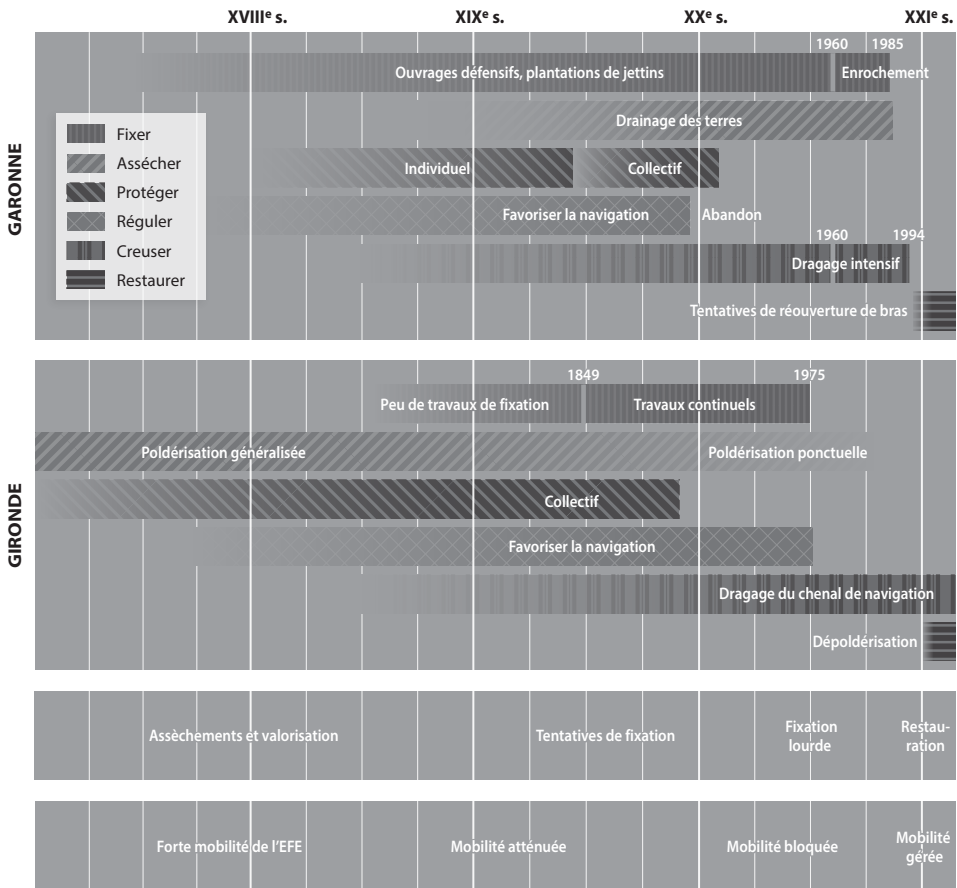 XVIIIe s. XIXe s. XXe s. XXIe s.
GARONNE
1960 1985
Ouvrages défensifs, plantations de jettins Enrochement
Drainage des terres
Fixer
Assécher
Protéger
Réguler
Creuser
Restaurer
Individuel Collectif
Favoriser la navigation Abandon
1960 1994
Dragage intensif
Tentatives de réouverture de bras
GIRONDE
1849 1975
Peu de travaux de fixation Travaux continuels
Poldérisation généralisée Poldérisation ponctuelle
Collectif
Favoriser la navigation
Dragage du chenal de navigation
Dépoldérisation
Assèchements et valorisation Tentatives de fixation Fixation
lourde
Restau-
ration
Forte mobilité de l'EFE Mobilité atténuée Mobilité bloquée Mobilité
gérée